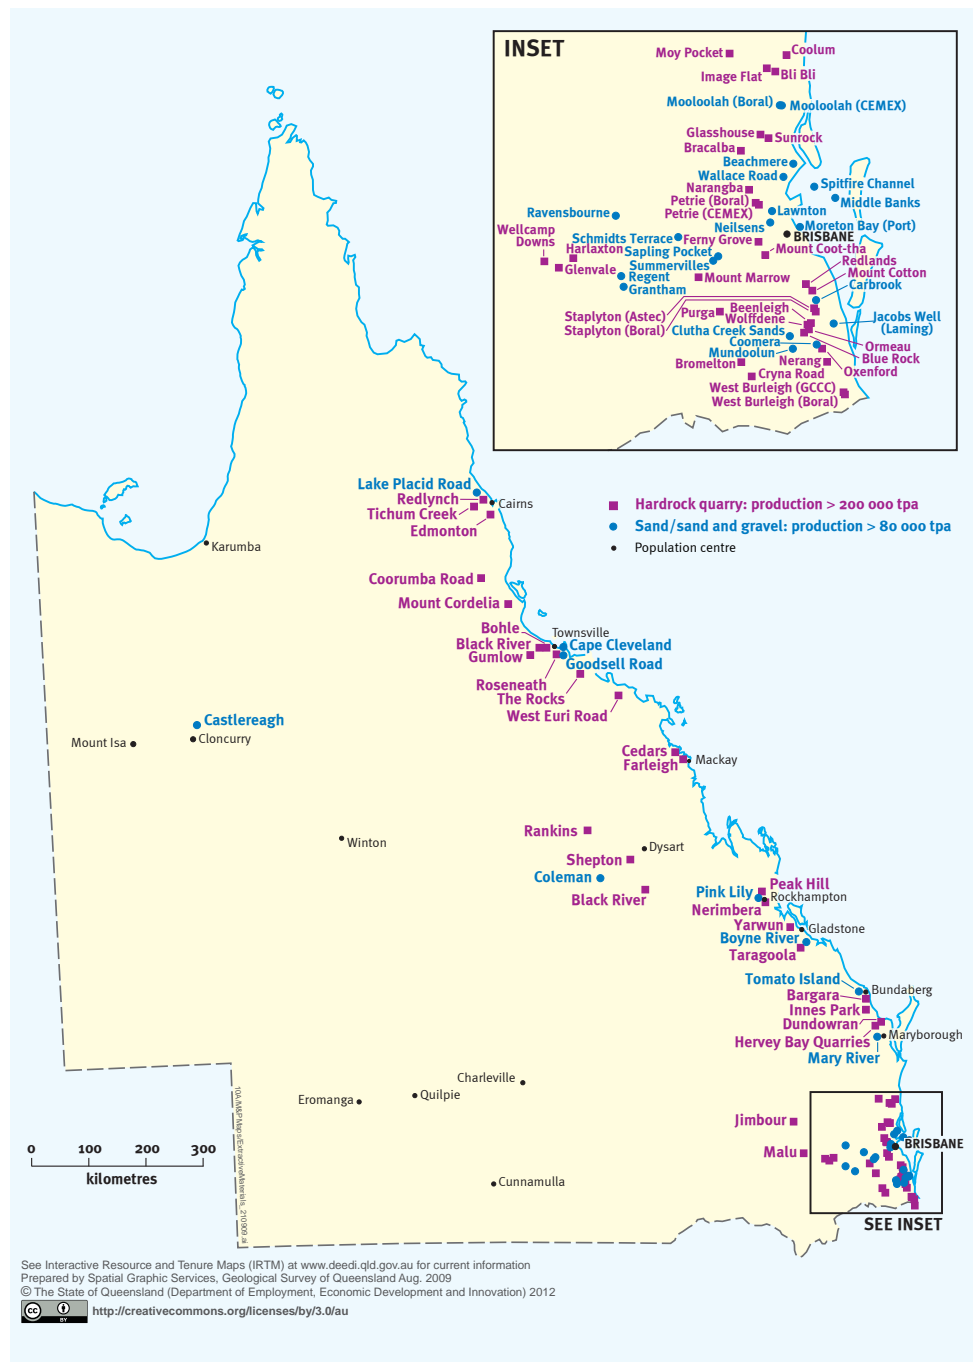 INSET
Moy Pocket
Coolum
Image Flat
Bli Bli
Mooloolah (Boral)
Mooloolah (CEMEX)
Glasshouse
Sunrock
Bracalba
Beachmere
Wallace Road
Spitfire Channel
Narangba
Middle Banks
Petrie (Boral)
Petrie (CEMEX)
Lawnton
Ravensbourne
Neilsens
Moreton Bay (Port)
Wellcamp
Downs
Schmidts Terrace
Ferny Grove
BRISBANE
Harlaxton
Sapling Pocket
Mount Coot-tha
Glenvale
Summervilles
Redlands
Regent
Mount Marrow
Mount Cotton
Grantham
Carbrook
Staplyton (Astec)
Purga
Beenleigh
Jacobs Well
(Laming)
Staplyton (Boral)
Wolffdene
Clutha Creek Sands
Coomera
Ormeau
Mundoolun
Blue Rock
Bromelton
Nerang
Oxenford
Cryna Road
West Burleigh (GCCC)
West Burleigh (Boral)
Lake Placid Road
Redlynch
Cairns
Tichum Creek
Edmonton
Hardrock quarry: production > 200 000 tpa
Sand/sand and gravel: production > 80 000 tpa
Population centre
Karumba
Coorumba Road
Mount Cordelia
Bohle
Townsville
Black River
Cape Cleveland
Gumlow
Goodsell Road
Roseneath
The Rocks
West Euri Road
Castlereagh
Mount Isa
Cloncurry
Cedars
Farleigh
Mackay
Rankins
Winton
Dysart
Shepton
Coleman
Black River
Peak Hill
Pink Lily
Rockhampton
Nerimbera
Yarwun
Gladstone
Boyne River
Taragoola
Tomato Island
Bundaberg
Bargara
Innes Park
Dundowran
Hervey Bay Quarries
Maryborough
Mary River
Charleville
Eromanga
Quilpie
Jimbour
Malu
BRISBANE
0 100 200 300
kilometres
Cunnamulla
SEE INSET
10A/M&PMaps/ExtractiveMaterials_210909.ai
See Interactive Resource and Tenure Maps (IRTM) at www.deedi.qld.gov.au for current information
Prepared by Spatial Graphic Services, Geological Survey of Queensland Aug. 2009
© The State of Queensland (Department of Employment, Economic Development and Innovation) 2012
cc BY http://creativecommons.org/licenses/by/3.0/au